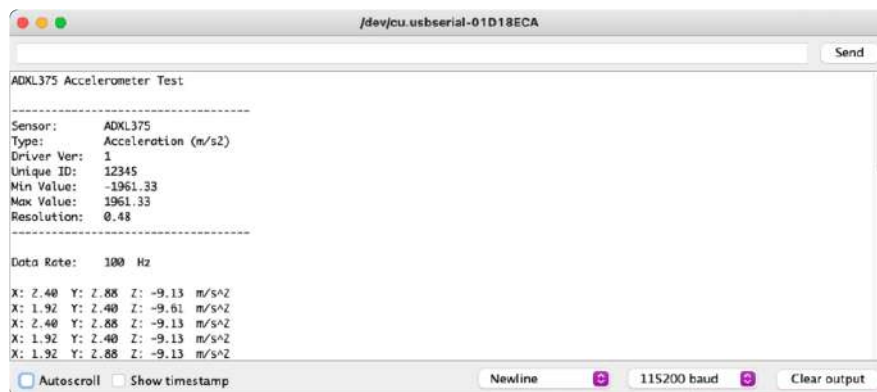 /dev/cu.usbserial-01D18ECA
Send
ADXL375 Accelerometer Test
------------------------------------
Sensor: ADXL375
Type: Acceleration (m/s2)
Driver Ver: 1
Unique ID: 12345
Min Value: -1961.33
Max Value: 1961.33
Resolution: 0.48
------------------------------------
Data Rate: 100 Hz
X: 2.40 Y: 2.88 Z: -9.13 m/s^2
X: 1.92 Y: 2.40 Z: -9.61 m/s^2
X: 2.40 Y: 2.88 Z: -9.13 m/s^2
X: 1.92 Y: 2.40 Z: -9.13 m/s^2
X: 1.92 Y: 2.88 Z: -9.13 m/s^2
Autoscroll Show timestamp Newline 115200 baud Clear output